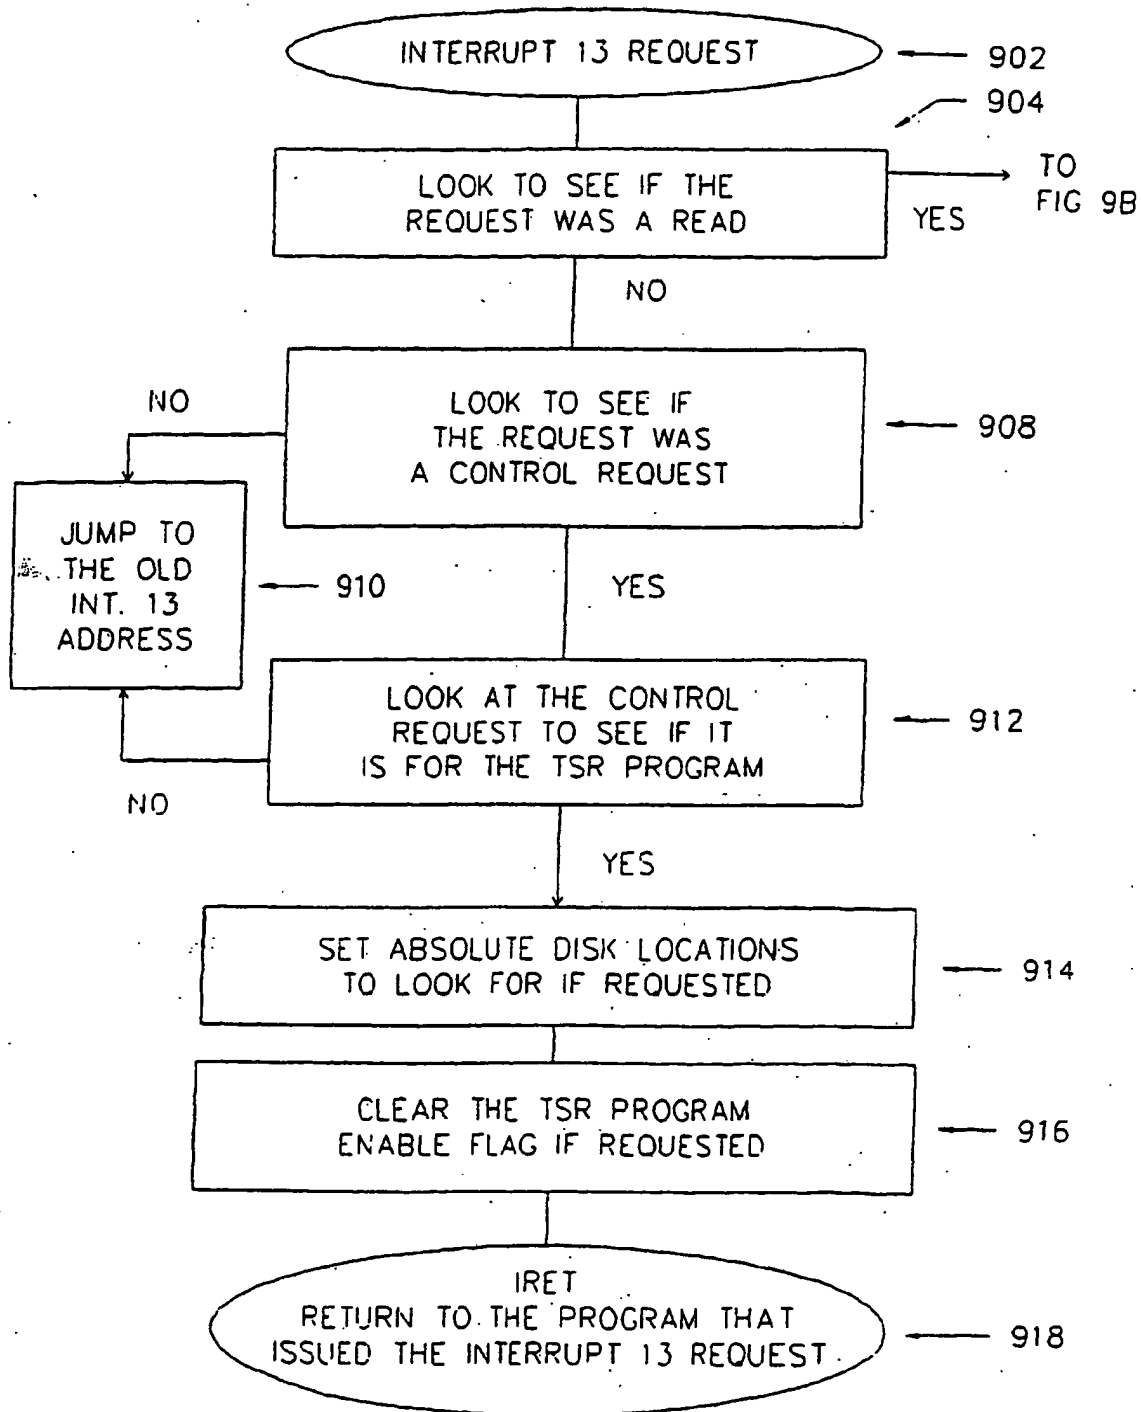 INTERRUPT 13 REQUEST
902
904
LOOK TO SEE IF THE
REQUEST WAS A READ
TO
FIG 9B
YES
NO
LOOK TO SEE IF
THE REQUEST WAS
A CONTROL REQUEST
908
NO
JUMP TO
THE OLD
INT. 13
ADDRESS
910
YES
LOOK AT THE CONTROL
REQUEST TO SEE IF IT
IS FOR THE TSR PROGRAM
912
NO
YES
SET ABSOLUTE DISK LOCATIONS
TO LOOK FOR IF REQUESTED
914
CLEAR THE TSR PROGRAM
ENABLE FLAG IF REQUESTED
916
IRET
RETURN TO THE PROGRAM THAT
ISSUED THE INTERRUPT 13 REQUEST
918